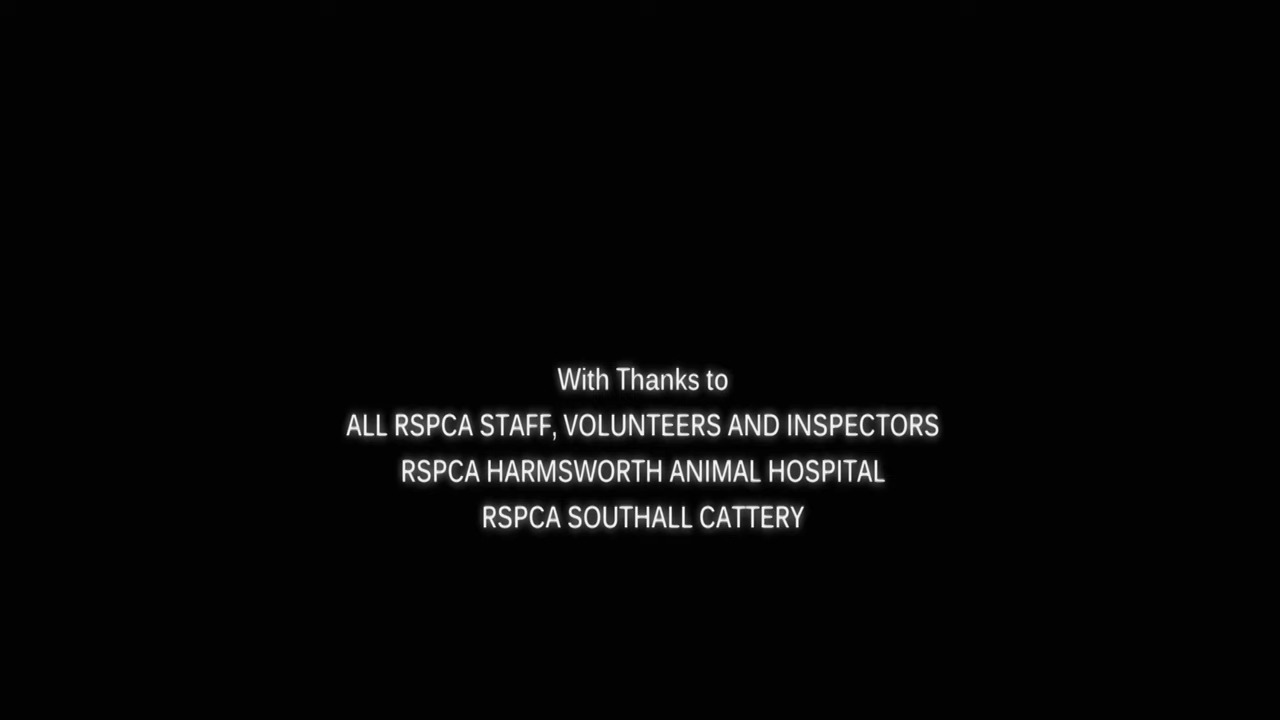 With Thanks to
ALL RSPCA STAFF, VOLUNTEERS AND INSPECTORS
RSPCA HARMSWORTH ANIMAL HOSPITAL
RSPCA SOUTHALL CATTERY